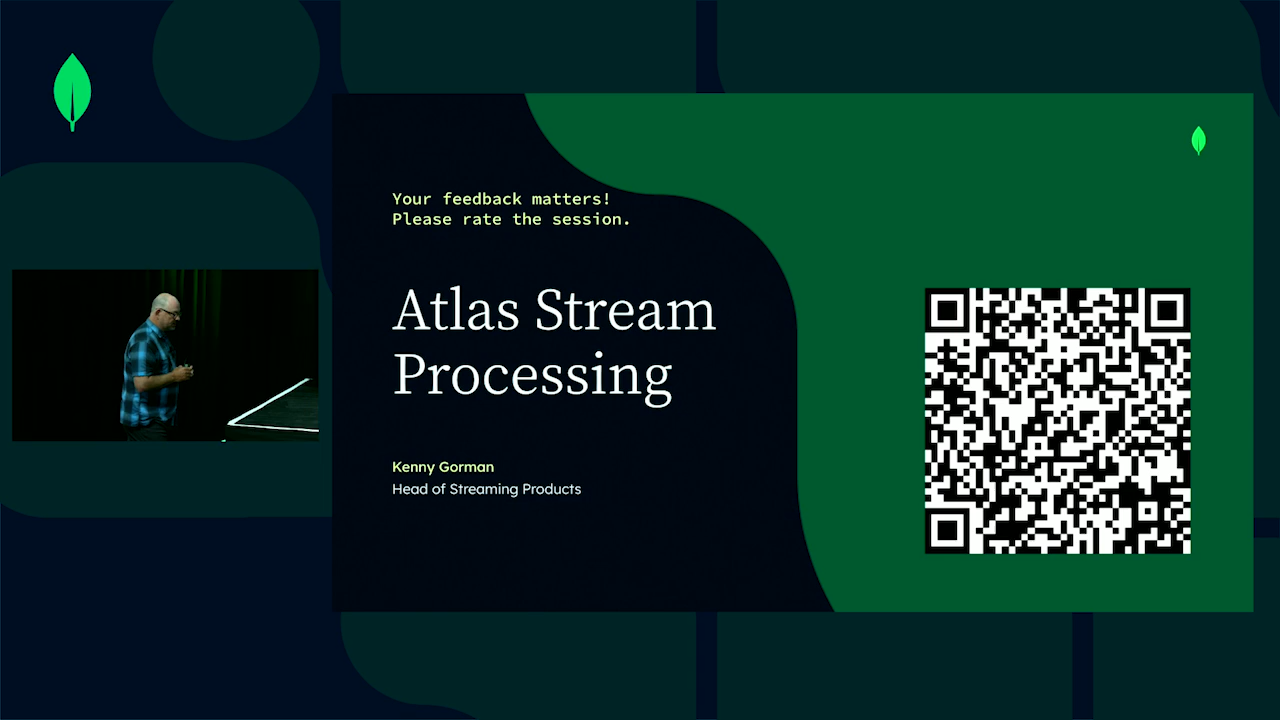 Your feedback matters!
Please rate the session.
Atlas Stream
Processing
Kenny Gorman
Head of Streaming Products